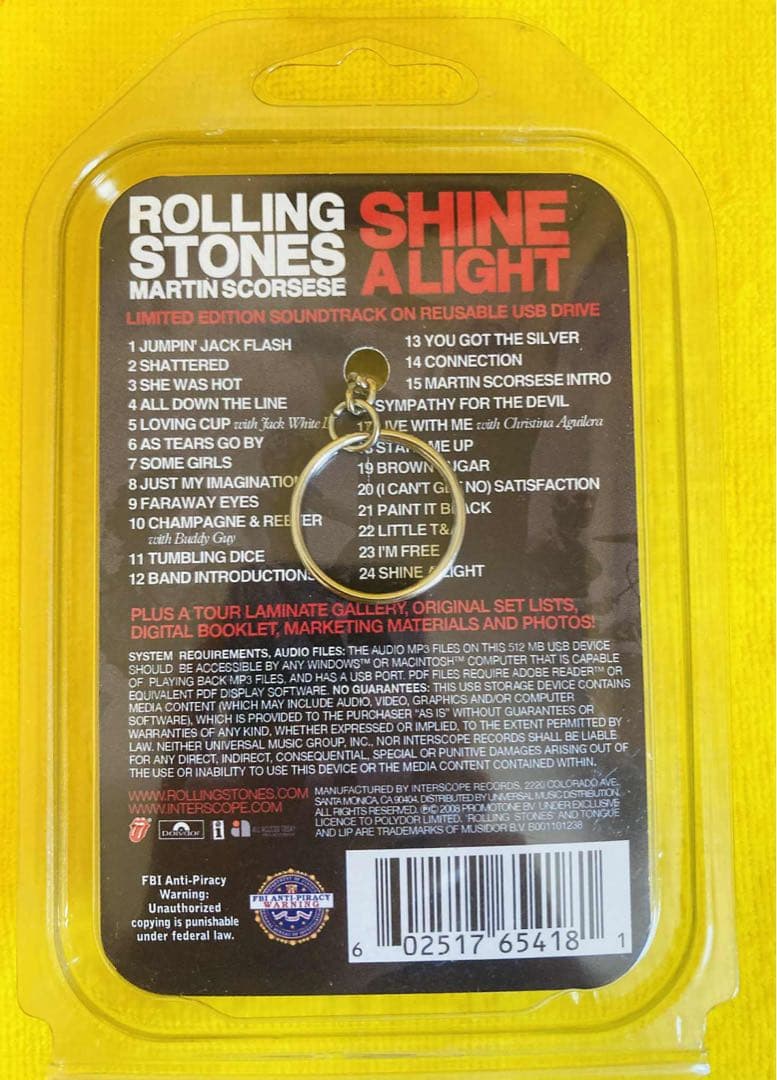 ROLLING
STONES
MARTIN SCORSESE
SHINE
A LIGHT
LIMITED EDITION SOUNDTRACK ON REUSABLE USB DRIVE
1 JUMPIN' JACK FLASH
2 SHATTERED
3 SHE WAS HOT
4 ALL DOWN THE LINE
5 LOVING CUP with Jack White
6 AS TEARS GO BY
7 SOME GIRLS
8 JUST MY IMAGINATIO
9 FARAWAY EYES
10 CHAMPAGNE & REEFER
with Buddy Guy
11 TUMBLING DICE
12 BAND INTRODUCTIONS
13 YOU GOT THE SILVER
14 CONNECTION
15 MARTIN SCORSESE INTRO
SYMPATHY FOR THE DEVIL
17 LIVE WITH ME with Christina Aguilera
START ME UP
19 BROWN SUGAR
20 (I CAN'T GET NO) SATISFACTION
21 PAINT IT BLACK
22 LITTLE T&
23 I'M FREE
24 SHINE A LIGHT
PLUS A TOUR LAMINATE GALLERY, ORIGINAL SET LISTS,
DIGITAL BOOKLET, MARKETING MATERIALS AND PHOTOS!
SYSTEM REQUIREMENTS, AUDIO FILES: THE AUDIO MP3 FILES ON THIS 512 MB USB DEVICE
SHOULD BE ACCESSIBLE BY ANY WINDOWS™ OR MACINTOSH™ COMPUTER THAT IS CAPABLE
OF PLAYING BACK MP3 FILES, AND HAS A USB PORT. PDF FILES REQUIRE ADOBE READER™ OR
EQUIVALENT PDF DISPLAY SOFTWARE. NO GUARANTEES: THIS USB STORAGE DEVICE CONTAINS
MEDIA CONTENT (WHICH MAY INCLUDE AUDIO, VIDEO, GRAPHICS AND/OR COMPUTER
SOFTWARE), WHICH IS PROVIDED TO THE PURCHASER "AS IS" WITHOUT GUARANTEES OR
WARRANTIES OF ANY KIND, WHETHER EXPRESSED OR IMPLIED, TO THE EXTENT PERMITTED BY
LAW. NEITHER UNIVERSAL MUSIC GROUP, INC., NOR INTERSCOPE RECORDS SHALL BE LIABLE
FOR ANY DIRECT, INDIRECT, CONSEQUENTIAL, SPECIAL OR PUNITIVE DAMAGES ARISING OUT OF
THE USE OR INABILITY TO USE THIS DEVICE OR THE MEDIA CONTENT CONTAINED WITHIN.
WWW.ROLLINGSTONES.COM
WWW.INTERSCOPE.COM
MANUFACTURED BY INTERSCOPE RECORDS, 2220 COLORADO AVE.,
SANTA MONICA, CA 90404. DISTRIBUTED BY UNIVERSAL MUSIC DISTRIBUTION.
ALL RIGHTS RESERVED. ℗© 2008 PROMOTONE BV UNDER EXCLUSIVE
LICENCE TO POLYDOR LIMITED. 'ROLLING STONES' AND TONGUE
AND LIP ARE TRADEMARKS OF MUSIDOR B.V. B001101238
Polydor
i
ALL ACCESS TODAY
FBI Anti-Piracy
Warning:
Unauthorized
copying is punishable
under federal law.
FBI ANTI-PIRACY
WARNING
6 02517 65418 1